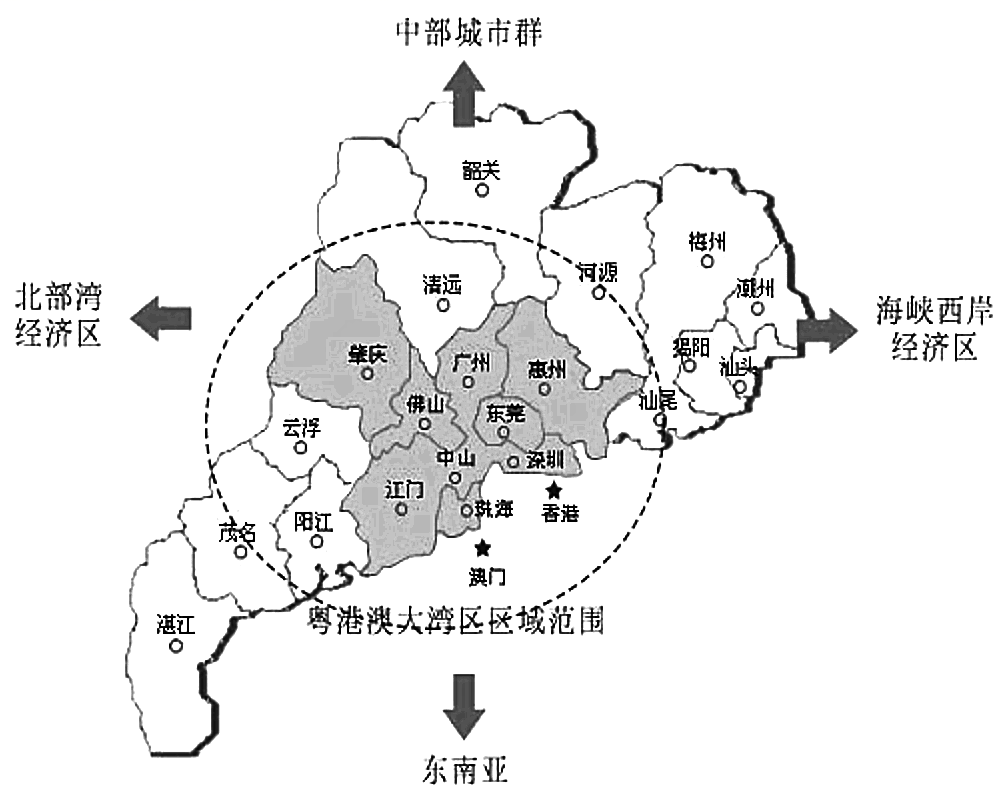 中部城市群
韶关
梅州
河源
清远
潮州
北部湾
经济区
海峡西岸
经济区
肇庆
广州
惠州
揭阳
汕头
佛山
东莞
汕尾
云浮
中山
深圳
江门
珠海
香港
阳江
茂名
澳门
粤港澳大湾区区域范围
湛江
东南亚